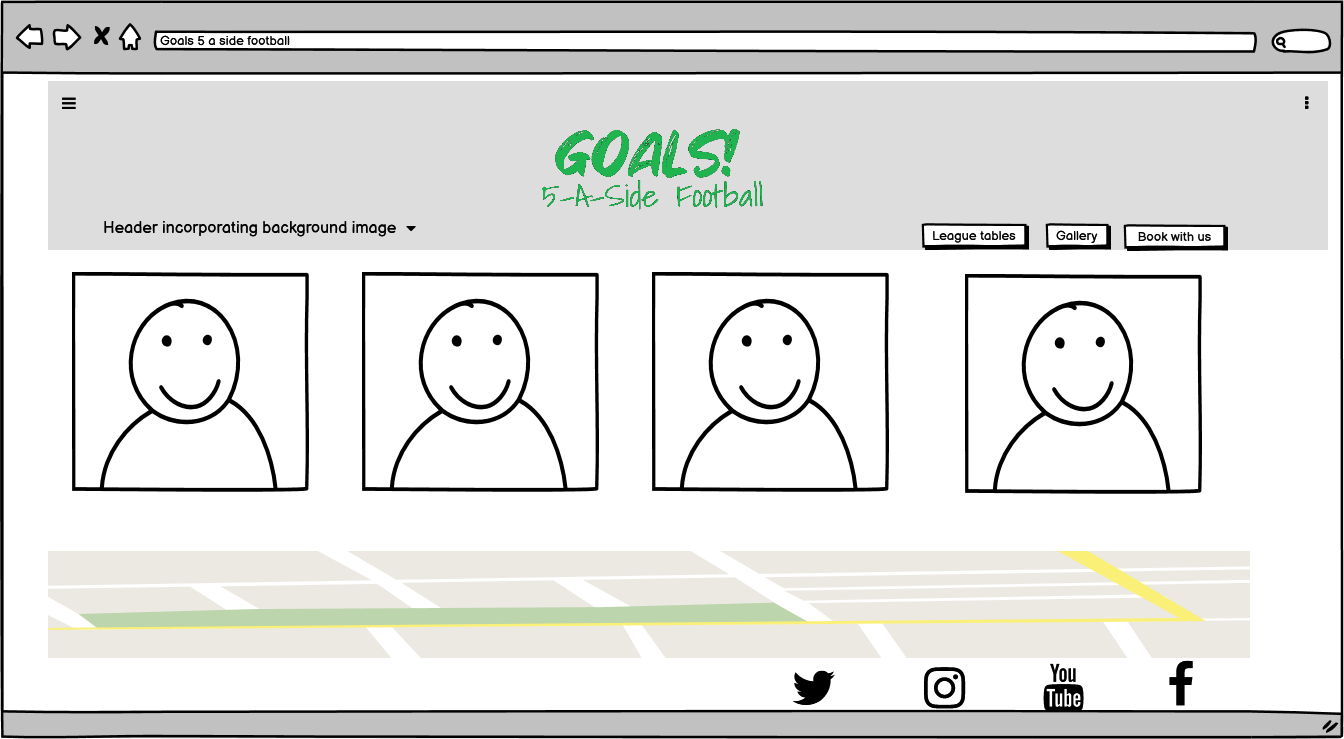 Goals 5 a side football
GOALS!
5-A-Side Football
Header incorporating background image
League tables
Gallery
Book with us
You
Tube